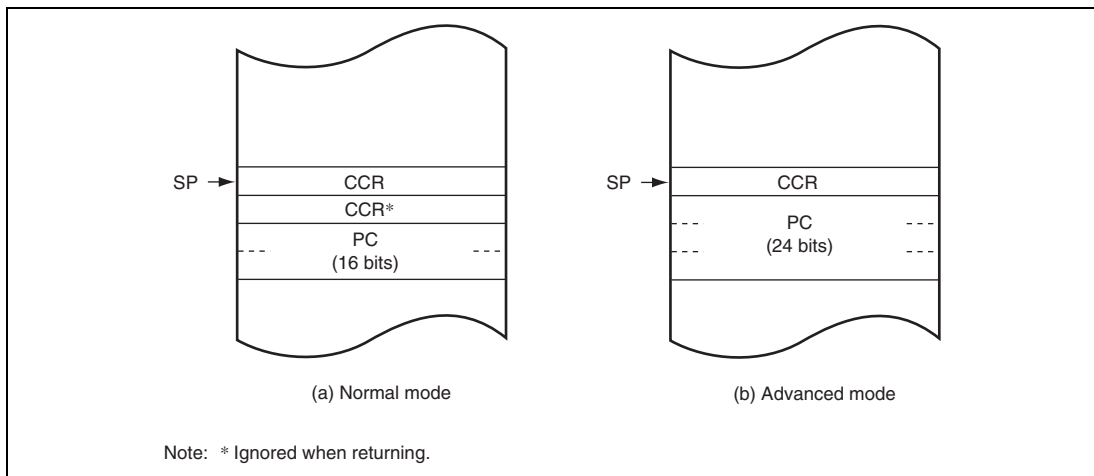 SP
CCR
CCR*
PC
(16 bits)
(a) Normal mode
SP
CCR
PC
(24 bits)
(b) Advanced mode
Note: * Ignored when returning.